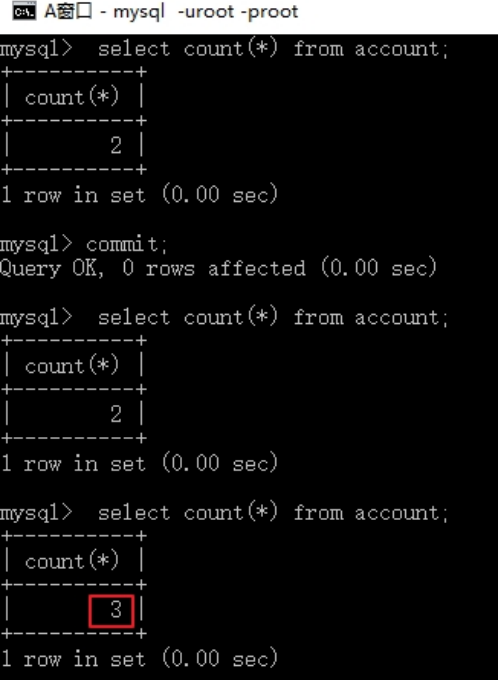 A窗口 - mysql -uroot -proot
mysql> select count(*) from account;
+----------+
| count(*) |
+----------+
| 2 |
+----------+
1 row in set (0.00 sec)
mysql> commit;
Query OK, 0 rows affected (0.00 sec)
mysql> select count(*) from account;
+----------+
| count(*) |
+----------+
| 2 |
+----------+
1 row in set (0.00 sec)
mysql> select count(*) from account;
+----------+
| count(*) |
+----------+
| 3 |
+----------+
1 row in set (0.00 sec)